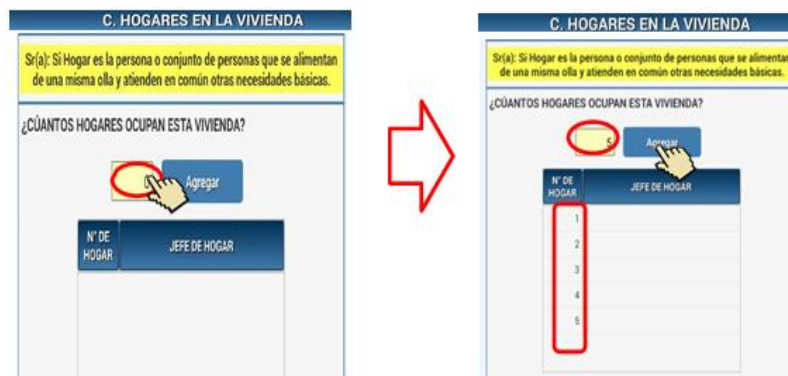 C. HOGARES EN LA VIVIENDA
Sr(a): Si Hogar es la persona o conjunto de personas que se alimentan
de una misma olla y atienden en común otras necesidades básicas.
¿CÚANTOS HOGARES OCUPAN ESTA VIVIENDA?
Agregar
N° DE
HOGAR
JEFE DE HOGAR
C. HOGARES EN LA VIVIENDA
Sr(a): Si Hogar es la persona o conjunto de personas que se alimentan
de una misma olla y atienden en común otras necesidades básicas.
¿CÚANTOS HOGARES OCUPAN ESTA VIVIENDA?
5
Agregar
N° DE
HOGAR
JEFE DE HOGAR
1
2
3
4
5